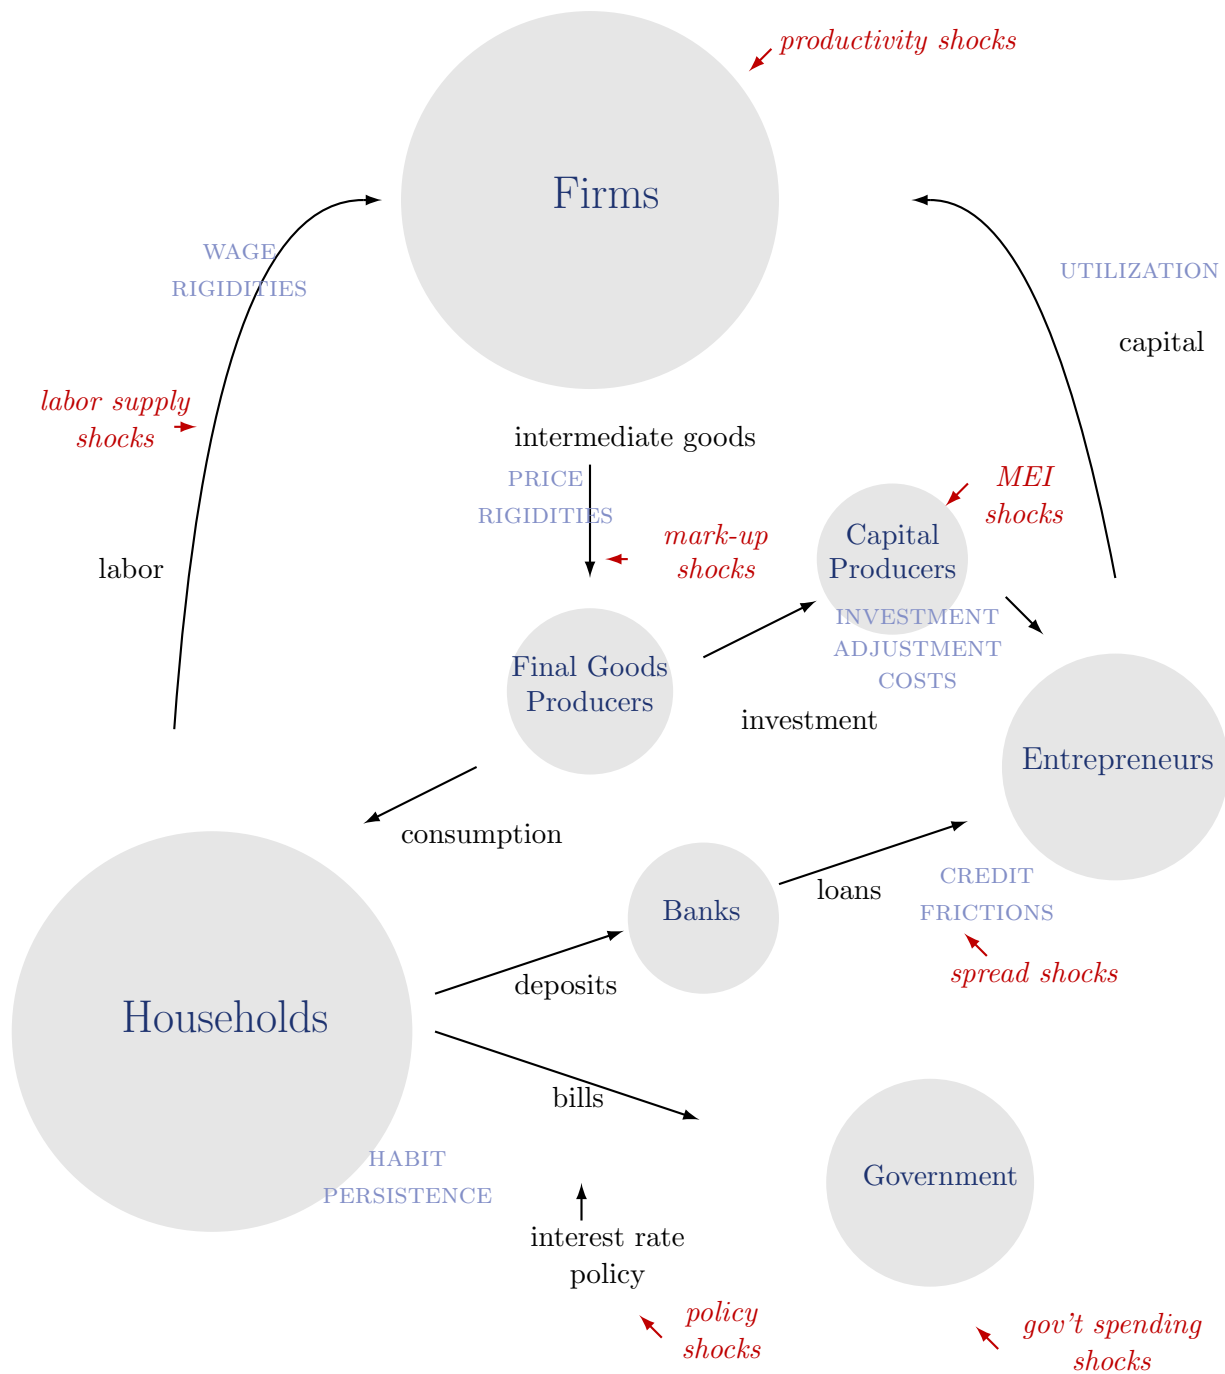 productivity shocks
Firms
WAGE
RIGIDITIES
UTILIZATION
capital
labor supply
shocks
intermediate goods
PRICE
RIGIDITIES
MEI
shocks
mark-up
shocks
Capital
Producers
labor
INVESTMENT
ADJUSTMENT
COSTS
Final Goods
Producers
investment
Entrepreneurs
consumption
Banks
loans
CREDIT
FRICTIONS
spread shocks
deposits
Households
bills
HABIT
PERSISTENCE
Government
interest rate
policy
policy
shocks
gov't spending
shocks